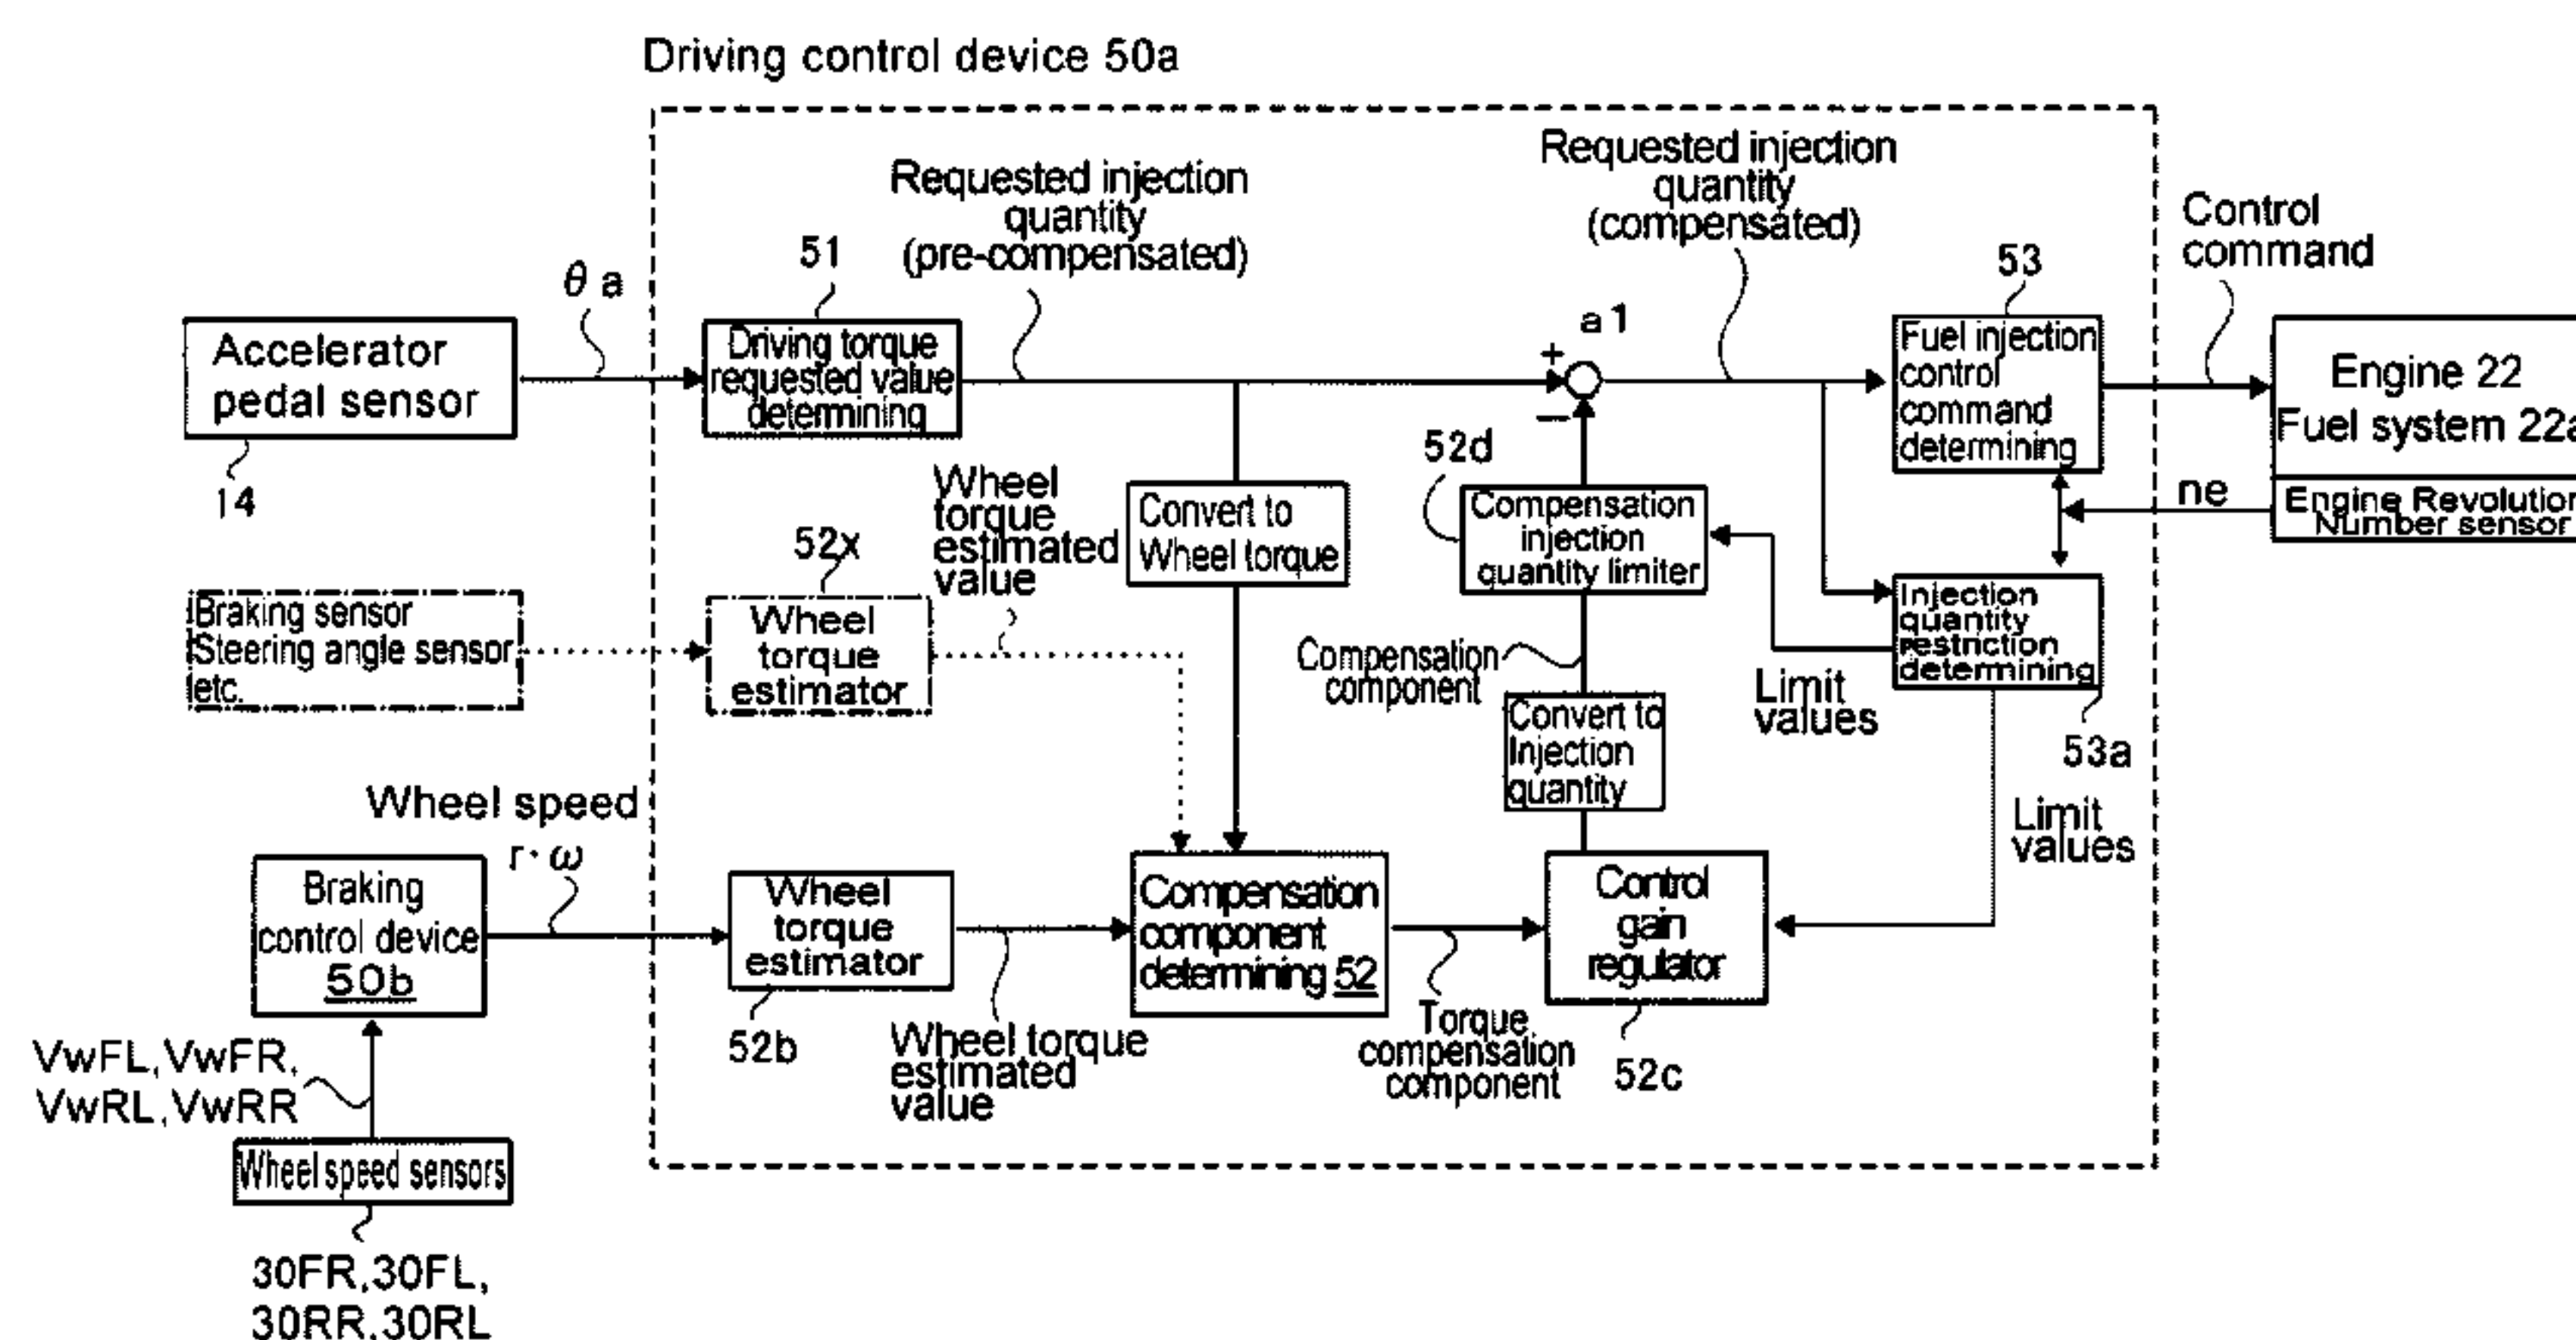 Driving control device 50a
Requested injection
quantity
(pre-compensated)
Requested injection
quantity
(compensated)
Control
command
θ a
51
a 1
53
Accelerator
pedal sensor
14
Driving torque
requested value
determining
+
−
Fuel injection
control
command
determining
Engine 22
Fuel system 22a
ne
Engine Revolution
Number sensor
Wheel
torque
estimated
value
Convert to
Wheel torque
52d
Compensation
injection
quantity limiter
52x
Braking sensor
Steering angle sensor
etc.
Wheel
torque
estimator
Compensation
component
Injection
quantity
restriction
determining
53a
Limit
values
Convert to
Injection
quantity
Limit
values
Wheel speed
r·ω
Braking
control device
50b
Wheel
torque
estimator
52b
Wheel torque
estimated
value
Compensation
component
determining 52
Torque
compensation
component
Control
gain
regulator
52c
VwFL,VwFR,
VwRL,VwRR
Wheel speed sensors
30FR,30FL,
30RR,30RL